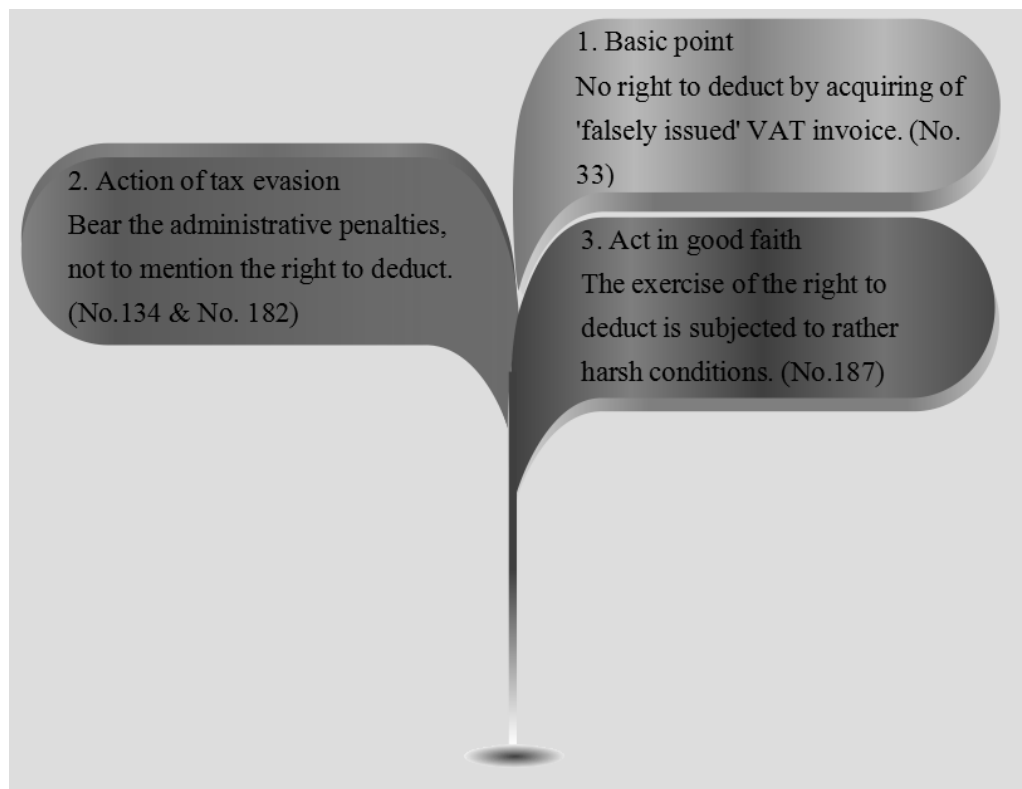 1. Basic point
No right to deduct by acquiring of
'falsely issued' VAT invoice. (No.
33)
2. Action of tax evasion
Bear the administrative penalties,
not to mention the right to deduct.
(No.134 & No. 182)
3. Act in good faith
The exercise of the right to
deduct is subjected to rather
harsh conditions. (No.187)